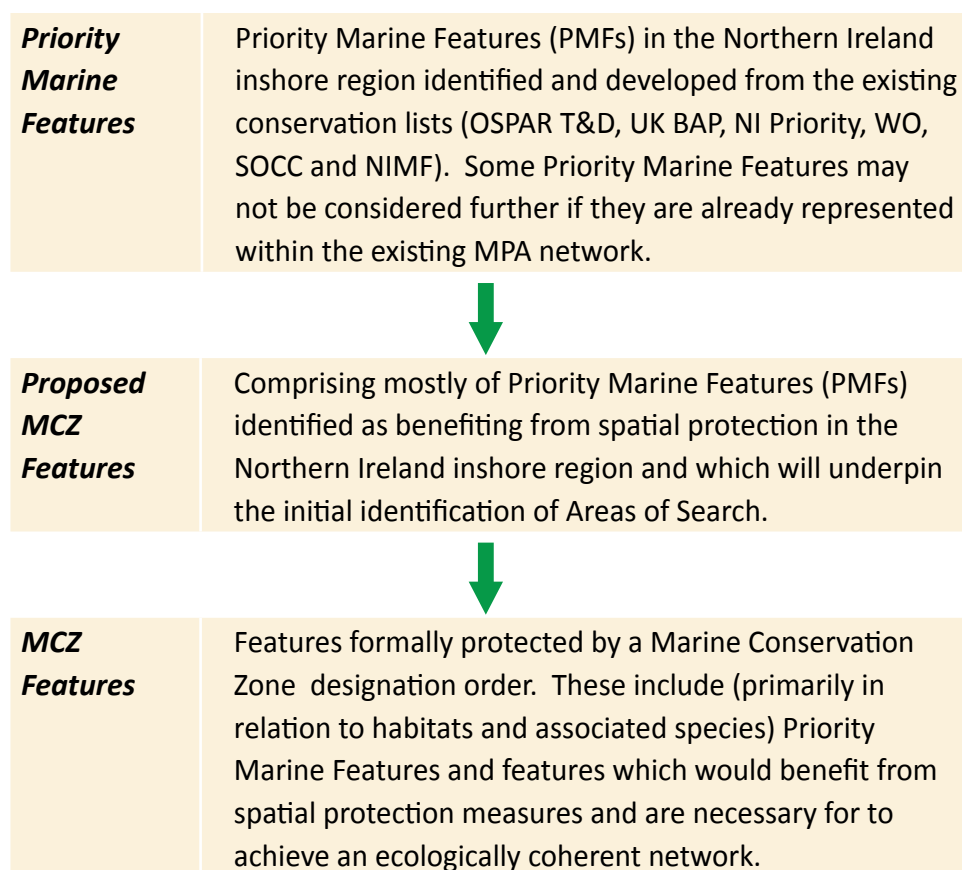 Priority
Marine
Features
Priority Marine Features (PMFs) in the Northern Ireland
inshore region identified and developed from the existing
conservation lists (OSPAR T&D, UK BAP, NI Priority, WO,
SOCC and NIMF).  Some Priority Marine Features may
not be considered further if they are already represented
within the existing MPA network.
Proposed
MCZ
Features
Comprising mostly of Priority Marine Features (PMFs)
identified as benefiting from spatial protection in the
Northern Ireland inshore region and which will underpin
the initial identification of Areas of Search.
MCZ
Features
Features formally protected by a Marine Conservation
Zone  designation order.  These include (primarily in
relation to habitats and associated species) Priority
Marine Features and features which would benefit from
spatial protection measures and are necessary for to
achieve an ecologically coherent network.